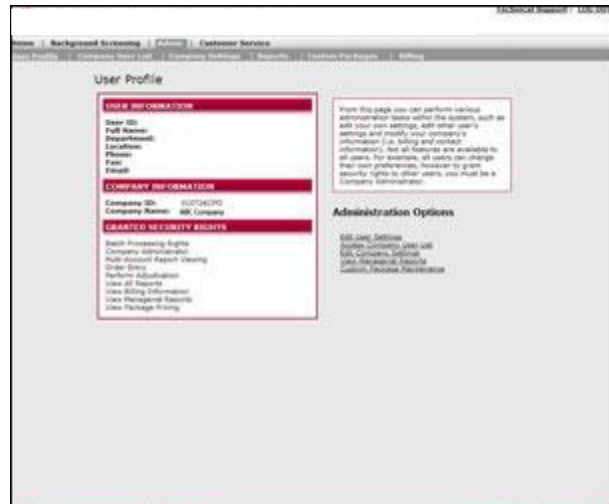 Technical Support / LOG OUT
Home | Background Screening | Admin | Customer Service
User Profile | Company User List | Company Settings | Reports | Custom Packages | Billing
User Profile
USER INFORMATION
User ID:
Full Name:
Department:
Location:
Phone:
Fax:
Email:
COMPANY INFORMATION
Company ID:
Company Name: ABC Company
GRANTED SECURITY RIGHTS
Batch Processing Rights
Company Administrator
Multi-Account Report Viewing
Order Entry
Perform Adjudication
View All Reports
View Billing Information
View Managerial Reports
View Package Pricing
From this page you can perform various
administration tasks within the system, such as
edit your own settings, edit other user's
settings and modify your company's
information (i.e. billing and contact
information). Not all features are available to
all users. For example, all users can change
their own preferences, however to grant
security rights to other users, you must be a
Company Administrator.
Administration Options
Edit User Settings
Access Company User List
Edit Company Settings
View Managerial Reports
Custom Package Maintenance